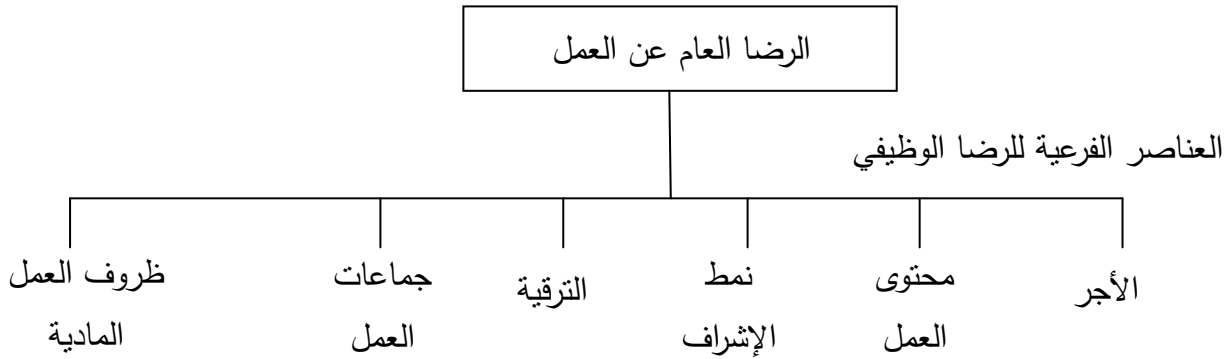 الرضا العام عن العمل
العناصر الفرعية للرضا الوظيفي
الأجر
محتوى
العمل
نمط
الإشراف
الترقية
جماعات
العمل
ظروف العمل
المادية